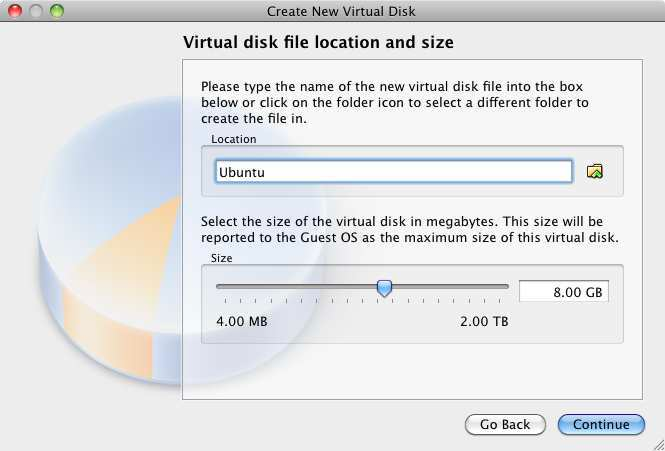 Create New Virtual Disk
Virtual disk file location and size
Please type the name of the new virtual disk file into the box
below or click on the folder icon to select a different folder to
create the file in.
Location
Ubuntu
Select the size of the virtual disk in megabytes. This size will be
reported to the Guest OS as the maximum size of this virtual disk.
Size
8.00 GB
4.00 MB
2.00 TB
Go Back
Continue